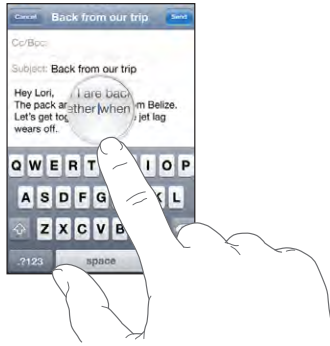 Cancel Back from our trip Send
Cc/Bcc:
Subject: Back from our trip
Hey Lori,
I are back
The pack ar m Belize.
ether when
Let's get tog jet lag
wears off.
Q W E R T I O P
A S D F G K L
Z X C V B
.?123 space